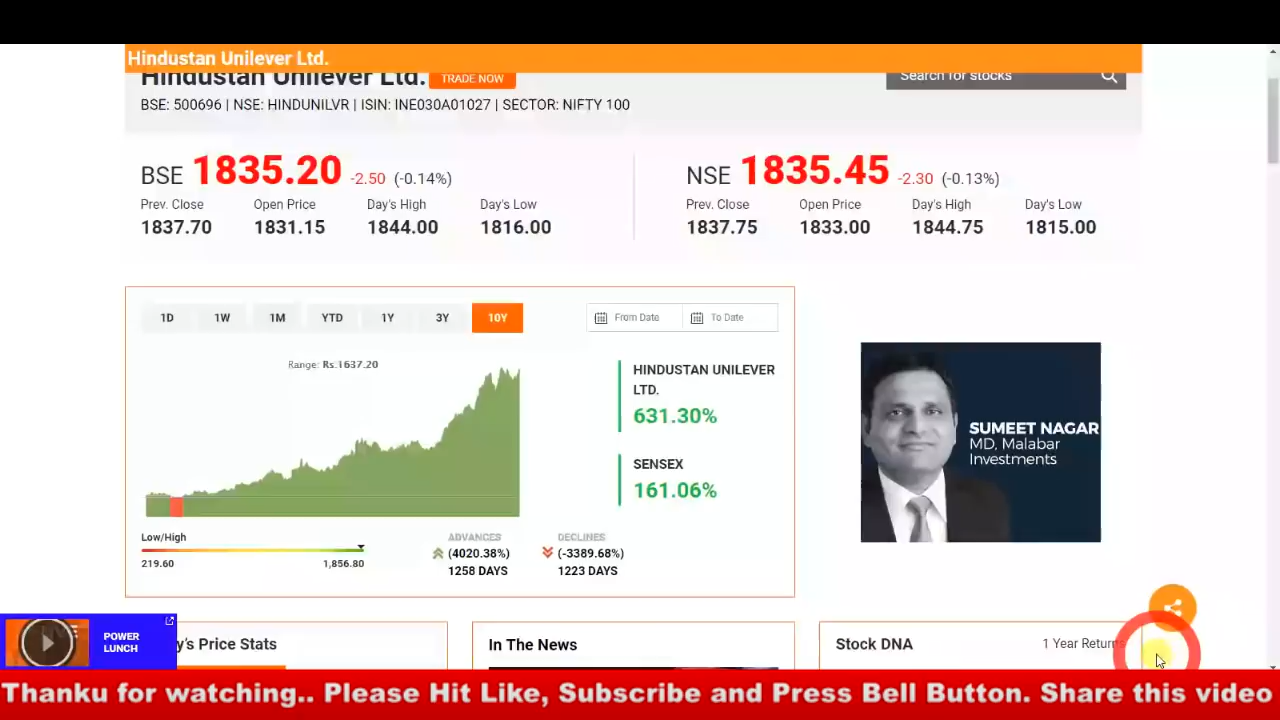 Hindustan Unilever Ltd.
Hindustan Unilever Ltd. TRADE NOW
Search for stocks
BSE: 500696 | NSE: HINDUNILVR | ISIN: INE030A01027 | SECTOR: NIFTY 100
BSE 1835.20 -2.50 (-0.14%)
Prev. Close Open Price Day's High Day's Low
1837.70 1831.15 1844.00 1816.00
NSE 1835.45 -2.30 (-0.13%)
Prev. Close Open Price Day's High Day's Low
1837.75 1833.00 1844.75 1815.00
1D 1W 1M YTD 1Y 3Y 10Y
From Date To Date
Range: Rs.1637.20
HINDUSTAN UNILEVER
LTD.
631.30%
SENSEX
161.06%
Low/High
219.60 1,856.80
ADVANCES
(4020.38%)
1258 DAYS
DECLINES
(-3389.68%)
1223 DAYS
SUMEET NAGAR
MD, Malabar
Investments
POWER
LUNCH
y's Price Stats
In The News
Stock DNA 1 Year Returns
Thanku for watching.. Please Hit Like, Subscribe and Press Bell Button. Share this video